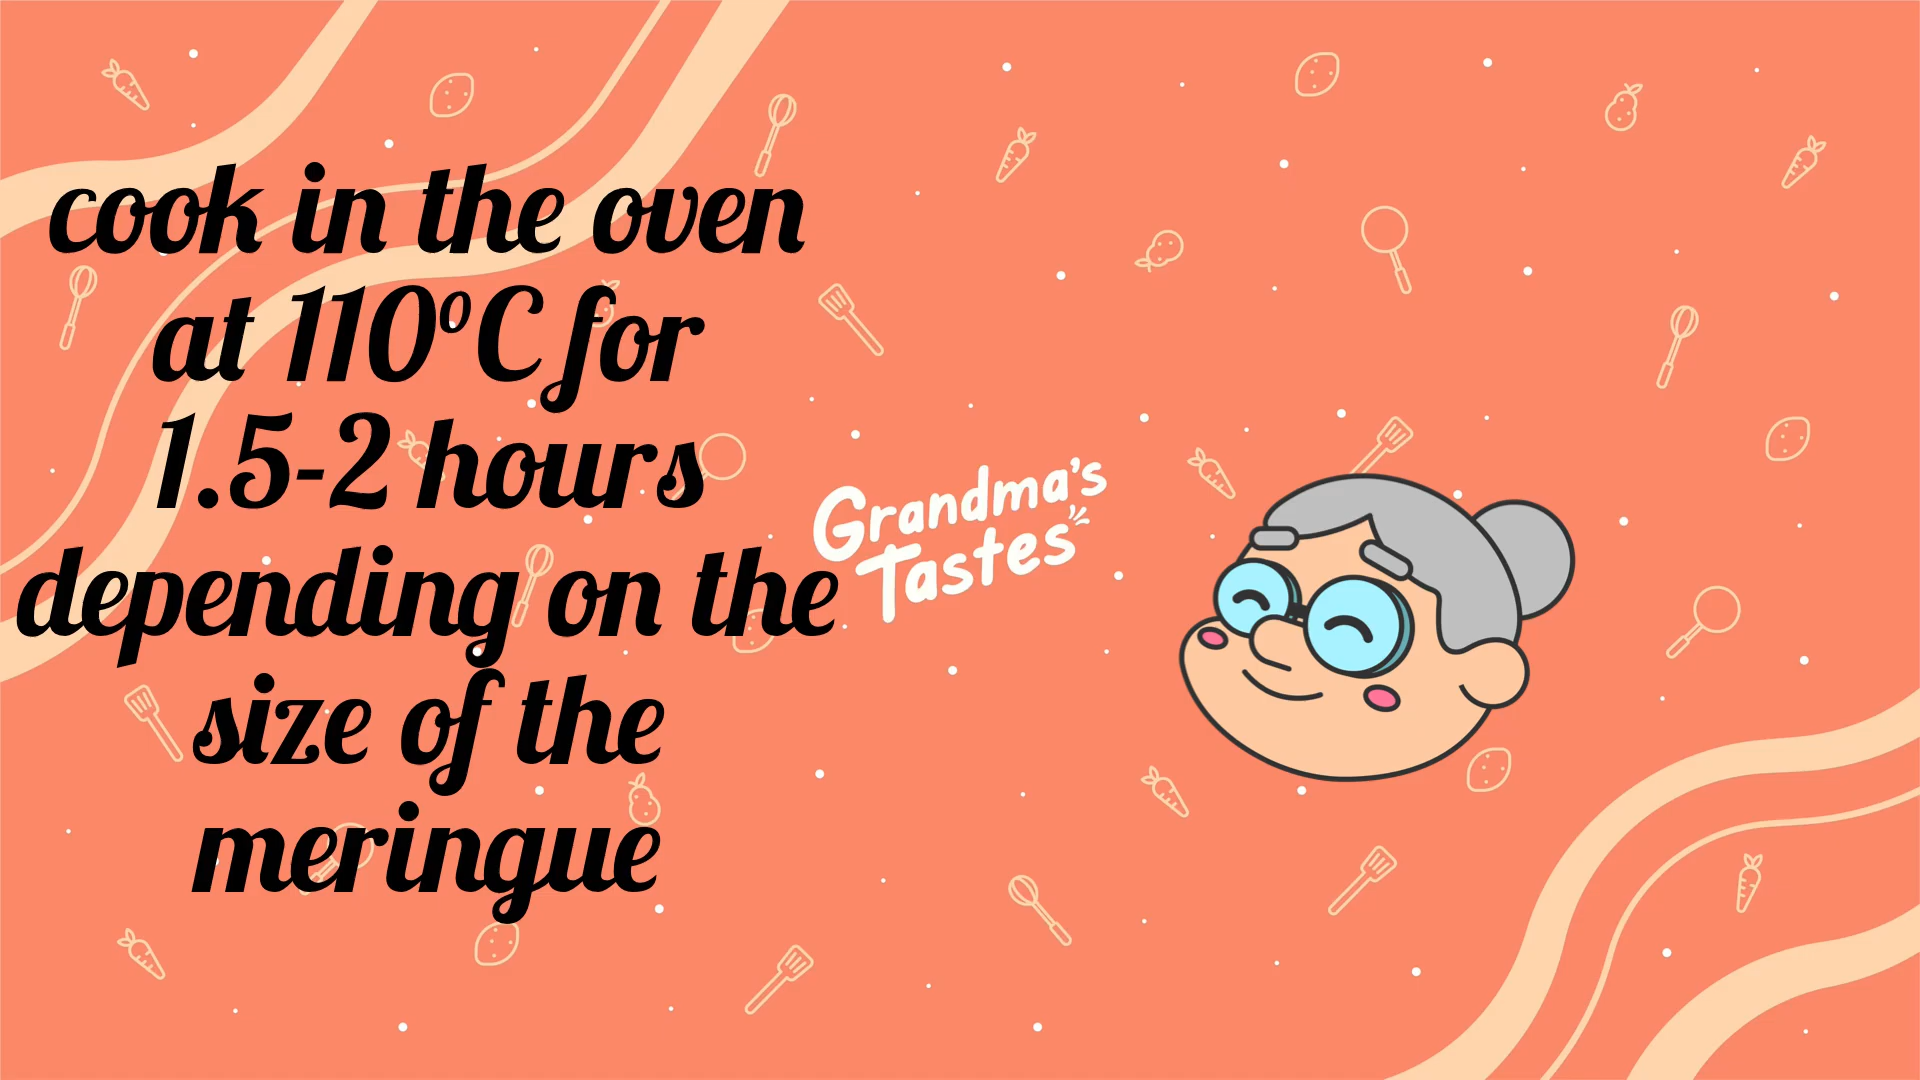 cook in the oven
at 110ºC for
1.5-2 hours
depending on the
size of the
meringue
Grandma's
Tastes